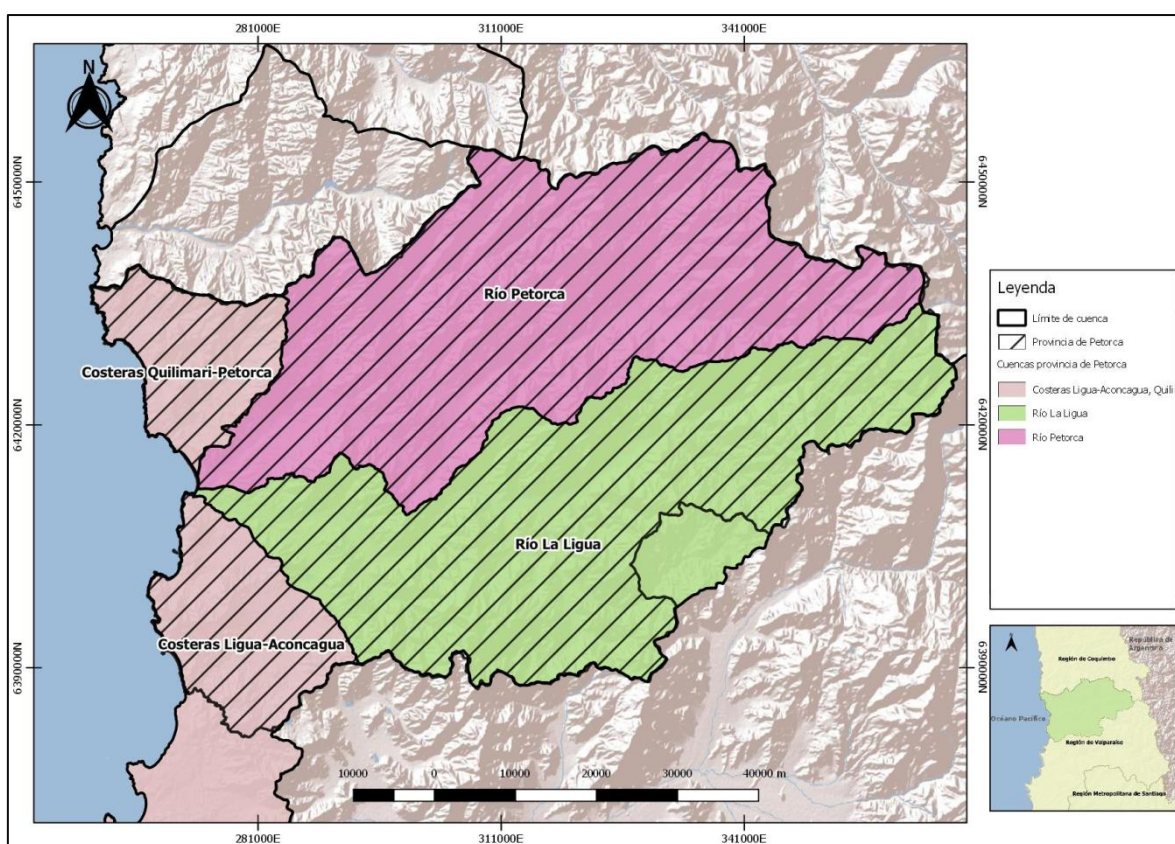 281000E
311000E
341000E
N
6450000N
6450000N
Río Petorca
Costeras Quilimari-Petorca
6420000N
6420000N
Río La Ligua
Costeras Ligua-Aconcagua
6390000N
6390000N
10000 0 10000 20000 30000 40000 m
281000E
311000E
341000E
Leyenda
Límite de cuenca
Provincia de Petorca
Cuencas provincia de Petorca
Costeras Ligua-Aconcagua, Quili
Río La Ligua
Río Petorca
República de
Argentina
Región de Coquimbo
Océano Pacífico
Región de Valparaíso
Región Metropolitana de Santiago